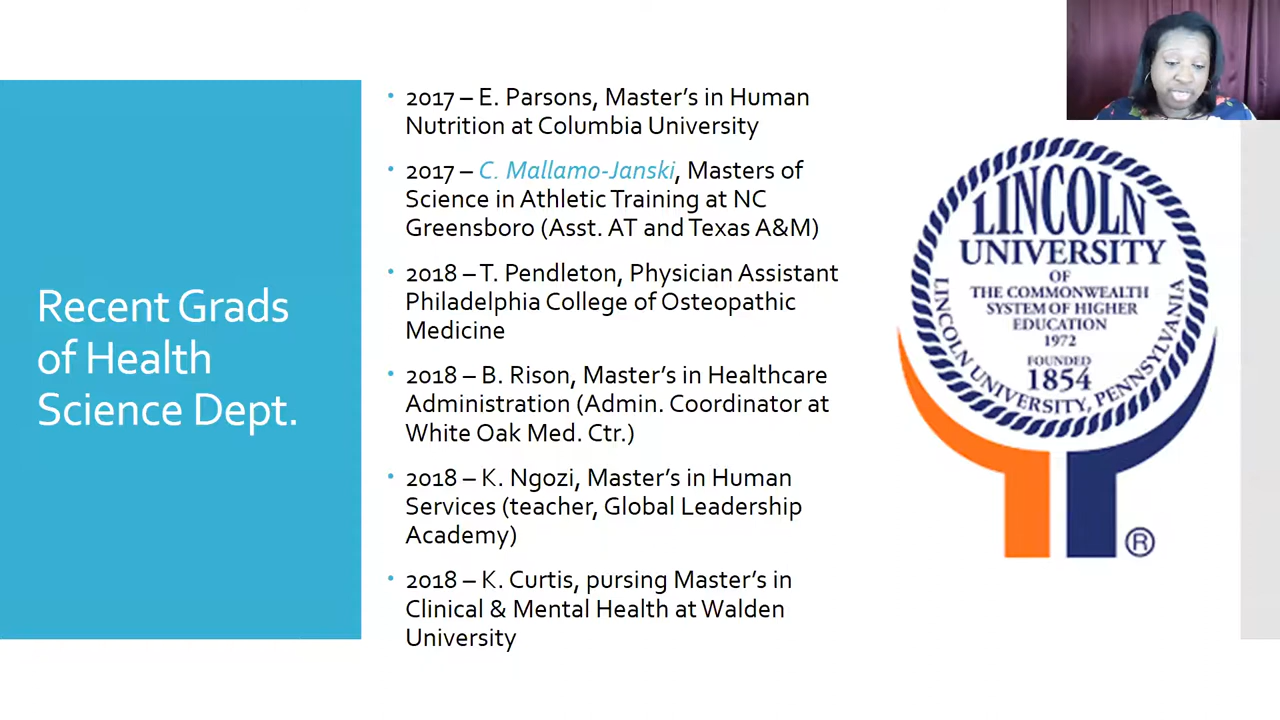 Recent Grads
of Health
Science Dept.
• 2017 – E. Parsons, Master’s in Human
Nutrition at Columbia University
• 2017 – C. Mallamo-Janski, Masters of
Science in Athletic Training at NC
Greensboro (Asst. AT and Texas A&M)
• 2018 – T. Pendleton, Physician Assistant
Philadelphia College of Osteopathic
Medicine
• 2018 – B. Rison, Master’s in Healthcare
Administration (Admin. Coordinator at
White Oak Med. Ctr.)
• 2018 – K. Ngozi, Master’s in Human
Services (teacher, Global Leadership
Academy)
• 2018 – K. Curtis, pursing Master’s in
Clinical & Mental Health at Walden
University
LINCOLN
UNIVERSITY
OF
THE COMMONWEALTH
SYSTEM OF HIGHER
EDUCATION
1972
FOUNDED
1854
LINCOLN UNIVERSITY, PENNSYLVANIA
®